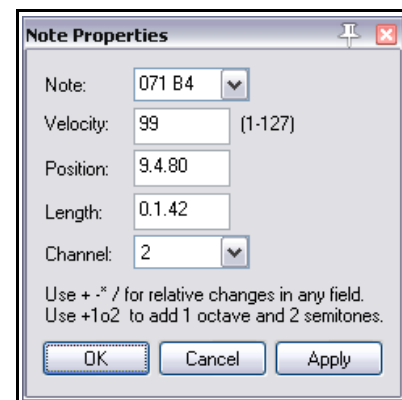 Note Properties
Note: 071 B4
Velocity: 99 (1-127)
Position: 9.4.80
Length: 0.1.42
Channel: 2
Use + -* / for relative changes in any field.
Use +1o2 to add 1 octave and 2 semitones.
OK Cancel Apply